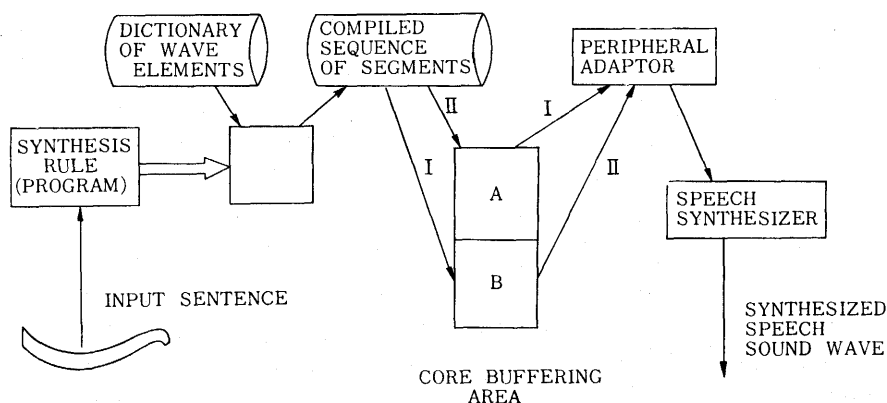 DICTIONARY
OF WAVE
ELEMENTS
COMPILED
SEQUENCE
OF SEGMENTS
PERIPHERAL
ADAPTOR
SYNTHESIS
RULE
(PROGRAM)
I
II
I
II
A
B
SPEECH
SYNTHESIZER
INPUT SENTENCE
CORE BUFFERING
AREA
SYNTHESIZED
SPEECH
SOUND WAVE